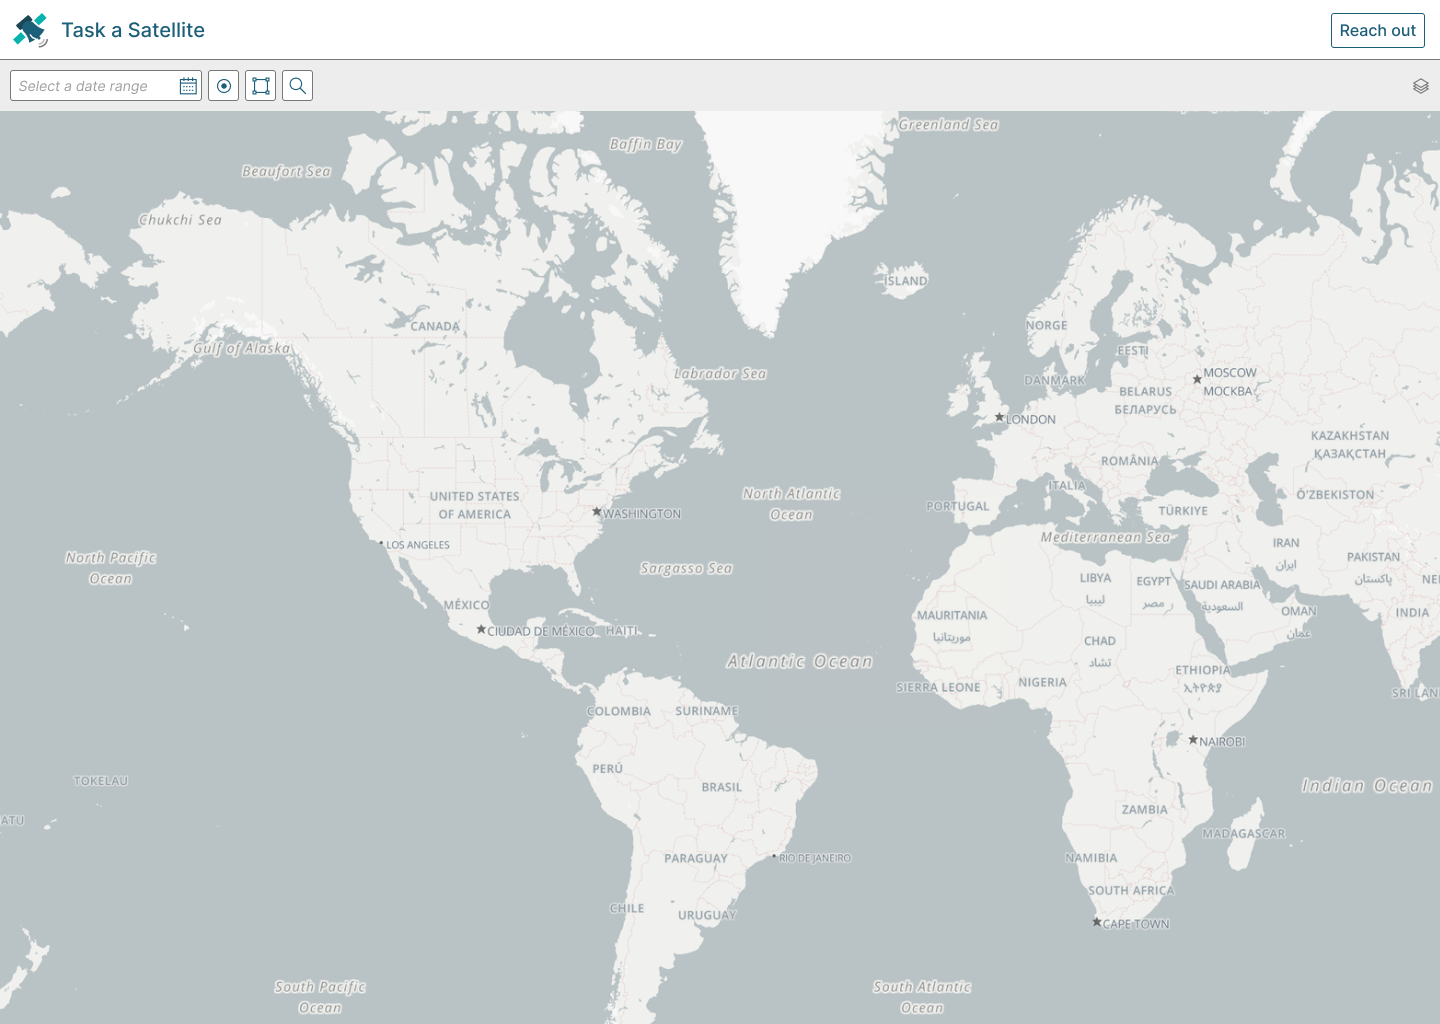 Task a Satellite
Reach out
Select a date range
Greenland Sea
Baffin Bay
Beaufort Sea
Chukchi Sea
ISLAND
CANADA
NORGE
Gulf of Alaska
EESTI
Labrador Sea
MOSCOW
МОСКВА
DANMARK
BELARUS
БЕЛАРУСЬ
LONDON
KAZAKHSTAN
ҚАЗАҚСТАН
ROMÂNIA
ITALIA
UNITED STATES
OF AMERICA
North Atlantic
Ocean
O'ZBEKISTON
PORTUGAL
TÜRKIYE
WASHINGTON
LOS ANGELES
Mediterranean Sea
IRAN
ایران
North Pacific
Ocean
PAKISTAN
پاکستان
Sargasso Sea
LIBYA
ليبيا
EGYPT
مصر
SAUDI ARABIA
السعودية
NE
MÉXICO
OMAN
عمان
INDIA
MAURITANIA
موريتانيا
CIUDAD DE MÉXICO
HAITI
CHAD
تشاد
Atlantic Ocean
ETHIOPIA
ኢትዮጵያ
SIERRA LEONE
NIGERIA
SRI LAN
COLOMBIA
SURINAME
NAIROBI
PERÚ
TOKELAU
BRASIL
Indian Ocean
ZAMBIA
ATU
MADAGASCAR
PARAGUAY
RIO DE JANEIRO
NAMIBIA
SOUTH AFRICA
CHILE
URUGUAY
CAPE TOWN
South Pacific
Ocean
South Atlantic
Ocean